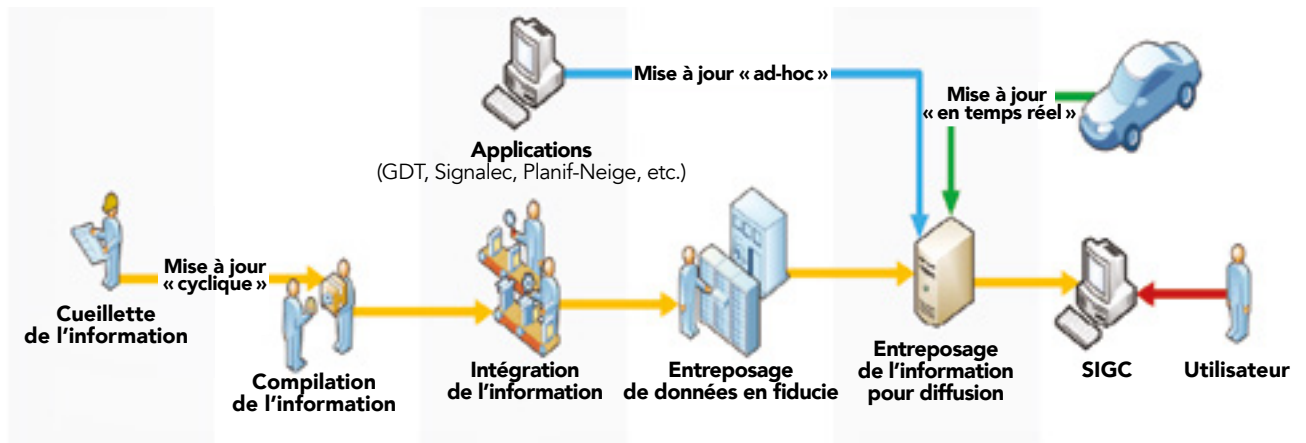 Mise à jour « ad-hoc »
Mise à jour
« en temps réel »
Applications
(GDT, Signalec, Planif-Neige, etc.)
Mise à jour
« cyclique »
Cueillette
de l'information
Compilation
de l'information
Intégration
de l'information
Entreposage
de données en fiducie
Entreposage
de l'information
pour diffusion
SIGC
Utilisateur